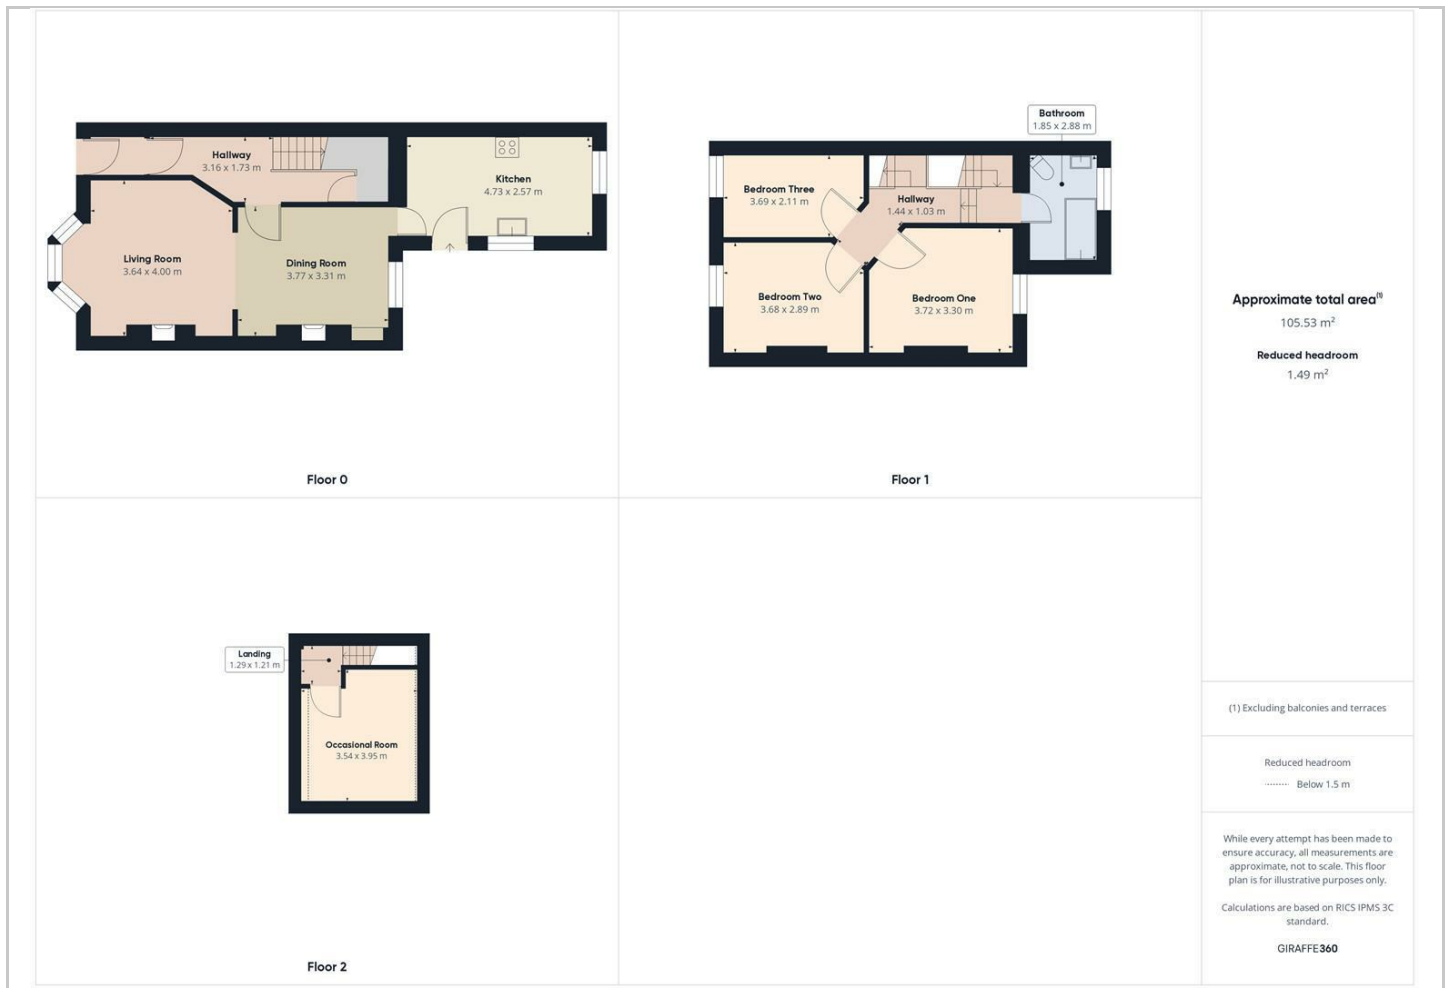 Hallway
3.16 x 1.73 m
Kitchen
4.73 x 2.57 m
Living Room
3.64 x 4.00 m
Dining Room
3.77 x 3.31 m
Floor 0
Bathroom
1.85 x 2.88 m
Bedroom Three
3.69 x 2.11 m
Hallway
1.44 x 1.03 m
Bedroom Two
3.68 x 2.89 m
Bedroom One
3.72 x 3.30 m
Floor 1
Landing
1.29 x 1.21 m
Occasional Room
3.54 x 3.95 m
Floor 2
Approximate total area(1)
105.53 m²
Reduced headroom
1.49 m²
(1) Excluding balconies and terraces
Reduced headroom
Below 1.5 m
While every attempt has been made to
ensure accuracy, all measurements are
approximate, not to scale. This floor
plan is for illustrative purposes only.
Calculations are based on RICS IPMS 3C
standard.
GIRAFFE360